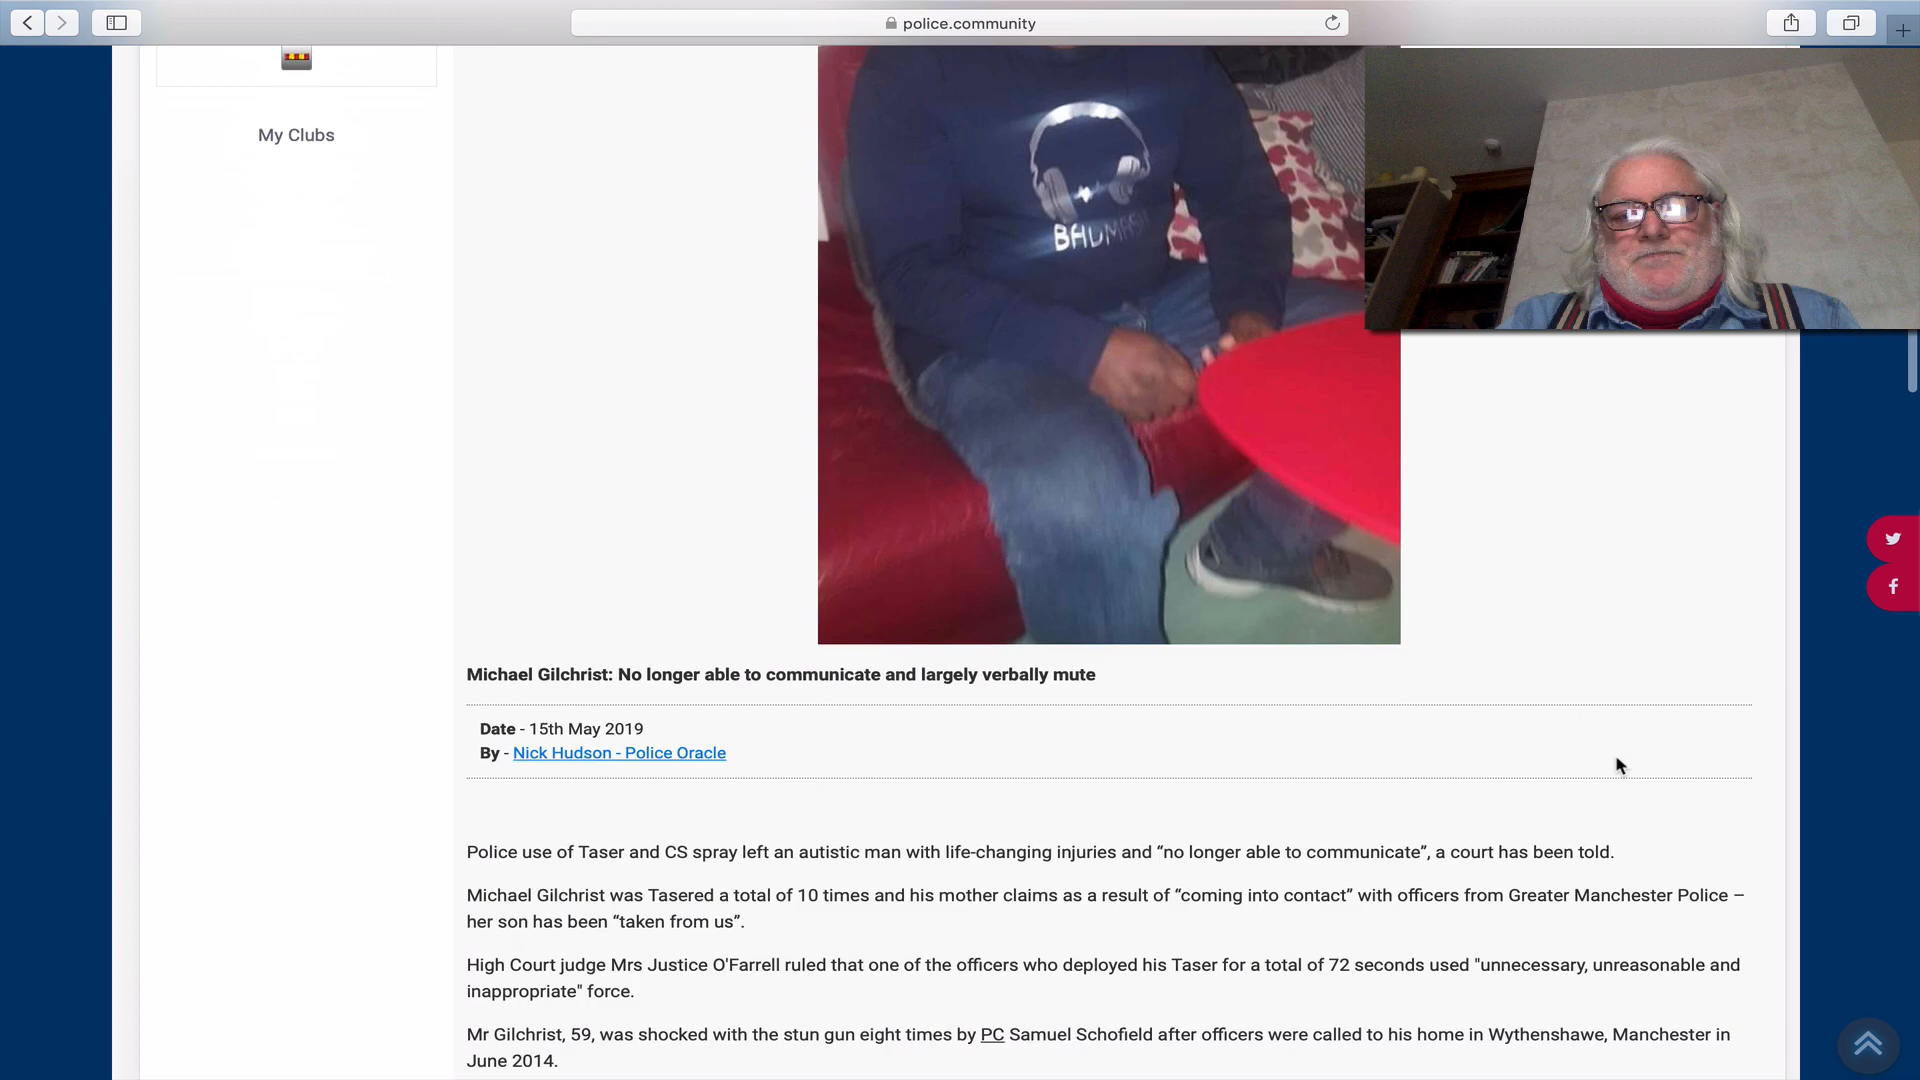 police.community
My Clubs
Michael Gilchrist: No longer able to communicate and largely verbally mute
Date - 15th May 2019
By - Nick Hudson - Police Oracle
Police use of Taser and CS spray left an autistic man with life-changing injuries and “no longer able to communicate”, a court has been told.
Michael Gilchrist was Tasered a total of 10 times and his mother claims as a result of “coming into contact” with officers from Greater Manchester Police –
her son has been “taken from us”.
High Court judge Mrs Justice O'Farrell ruled that one of the officers who deployed his Taser for a total of 72 seconds used "unnecessary, unreasonable and
inappropriate" force.
Mr Gilchrist, 59, was shocked with the stun gun eight times by PC Samuel Schofield after officers were called to his home in Wythenshawe, Manchester in
June 2014.